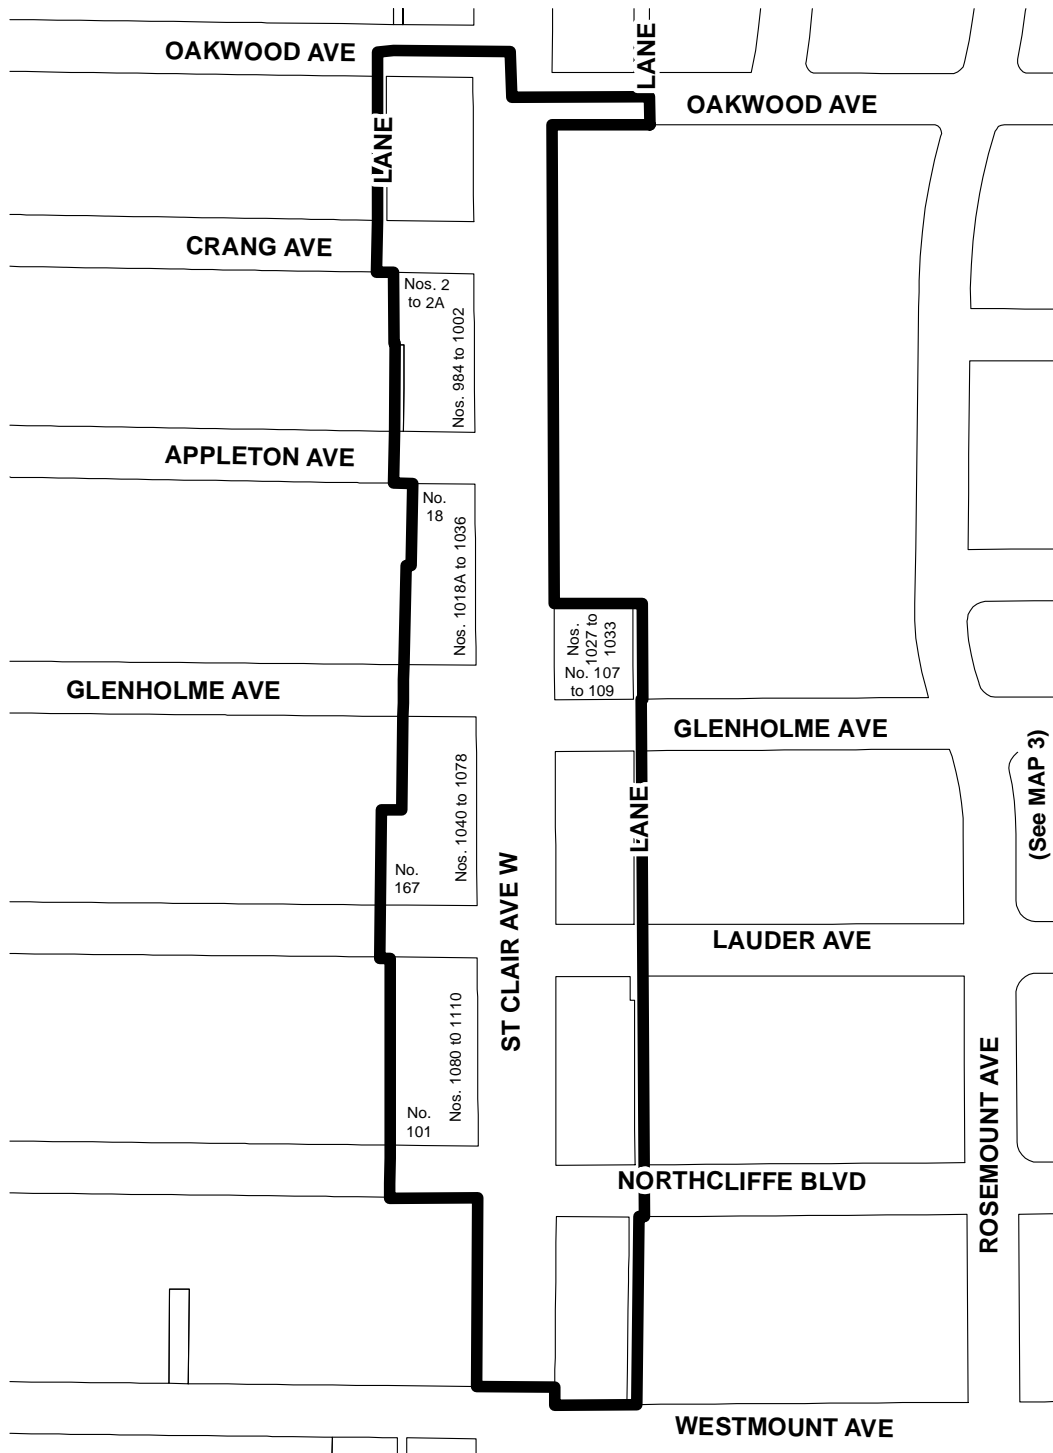 OAKWOOD AVE
LANE
OAKWOOD AVE
LANE
CRANG AVE
Nos. 2
to 2A
Nos. 984 to 1002
APPLETON AVE
No.
18
Nos. 1018A to 1036
Nos.
1027 to
1033
No. 107
to 109
GLENHOLME AVE
GLENHOLME AVE
(See MAP 3)
LANE
Nos. 1040 to 1078
No.
167
ST CLAIR AVE W
LAUDER AVE
Nos. 1080 t0 1110
No.
101
ROSEMOUNT AVE
NORTHCLIFFE BLVD
WESTMOUNT AVE